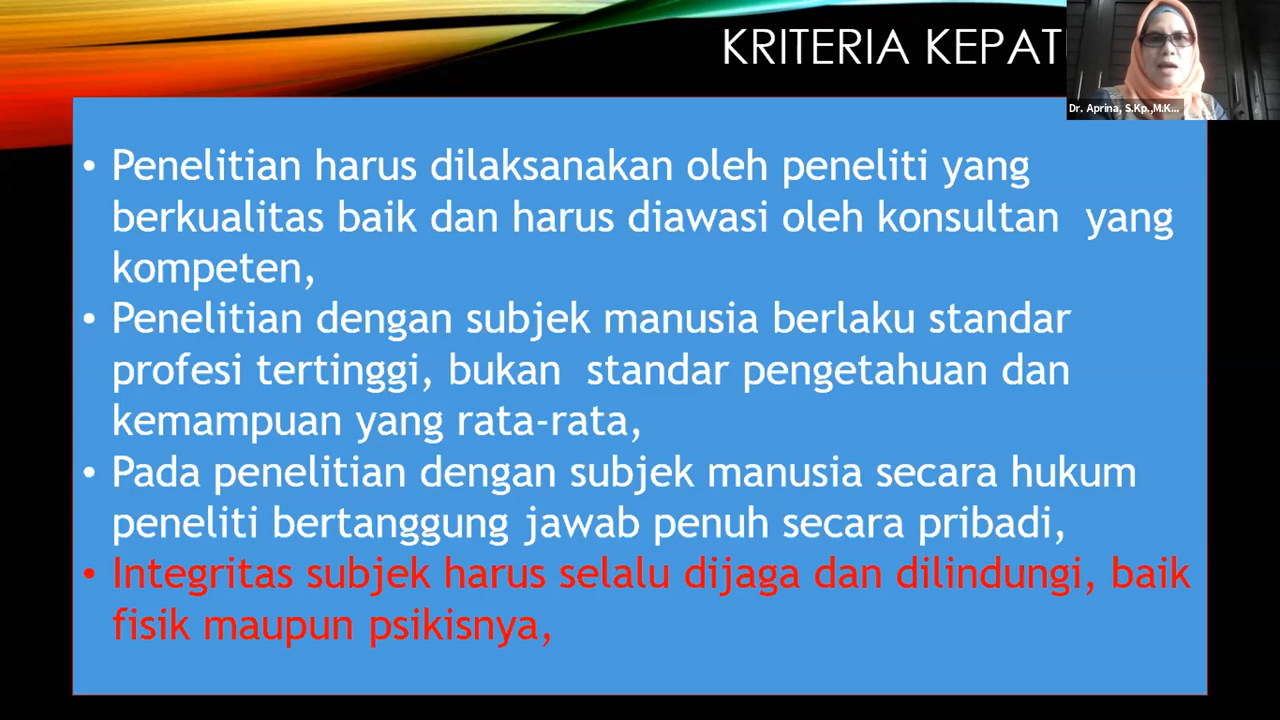 KRITERIA KEPAT
Dr. Aprina, S.Kp.,M.K...
• Penelitian harus dilaksanakan oleh peneliti yang
berkualitas baik dan harus diawasi oleh konsultan yang
kompeten,
• Penelitian dengan subjek manusia berlaku standar
profesi tertinggi, bukan standar pengetahuan dan
kemampuan yang rata-rata,
• Pada penelitian dengan subjek manusia secara hukum
peneliti bertanggung jawab penuh secara pribadi,
• Integritas subjek harus selalu dijaga dan dilindungi, baik
fisik maupun psikisnya,